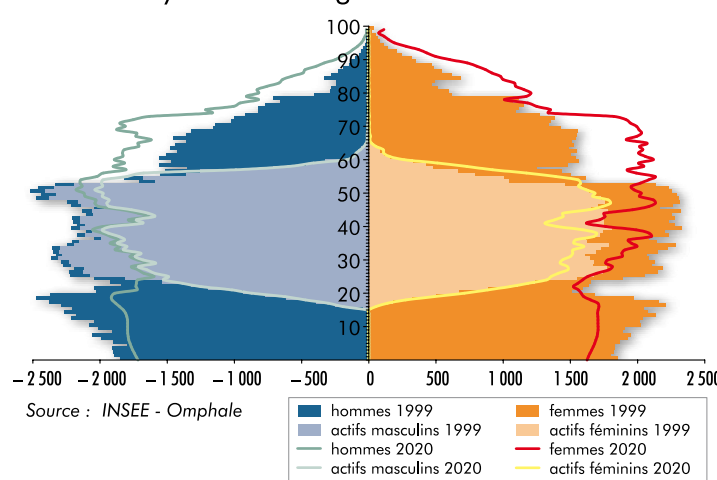 100
90
80
70
60
50
40
30
20
10
– 2 500 – 2 000 – 1 500 – 1 000 – 500 0 500 1 000 1 500 2 000 2 500
Source : INSEE - Omphale
hommes 1999 femmes 1999
actifs masculins 1999 actifs féminins 1999
hommes 2020 femmes 2020
actifs masculins 2020 actifs féminins 2020